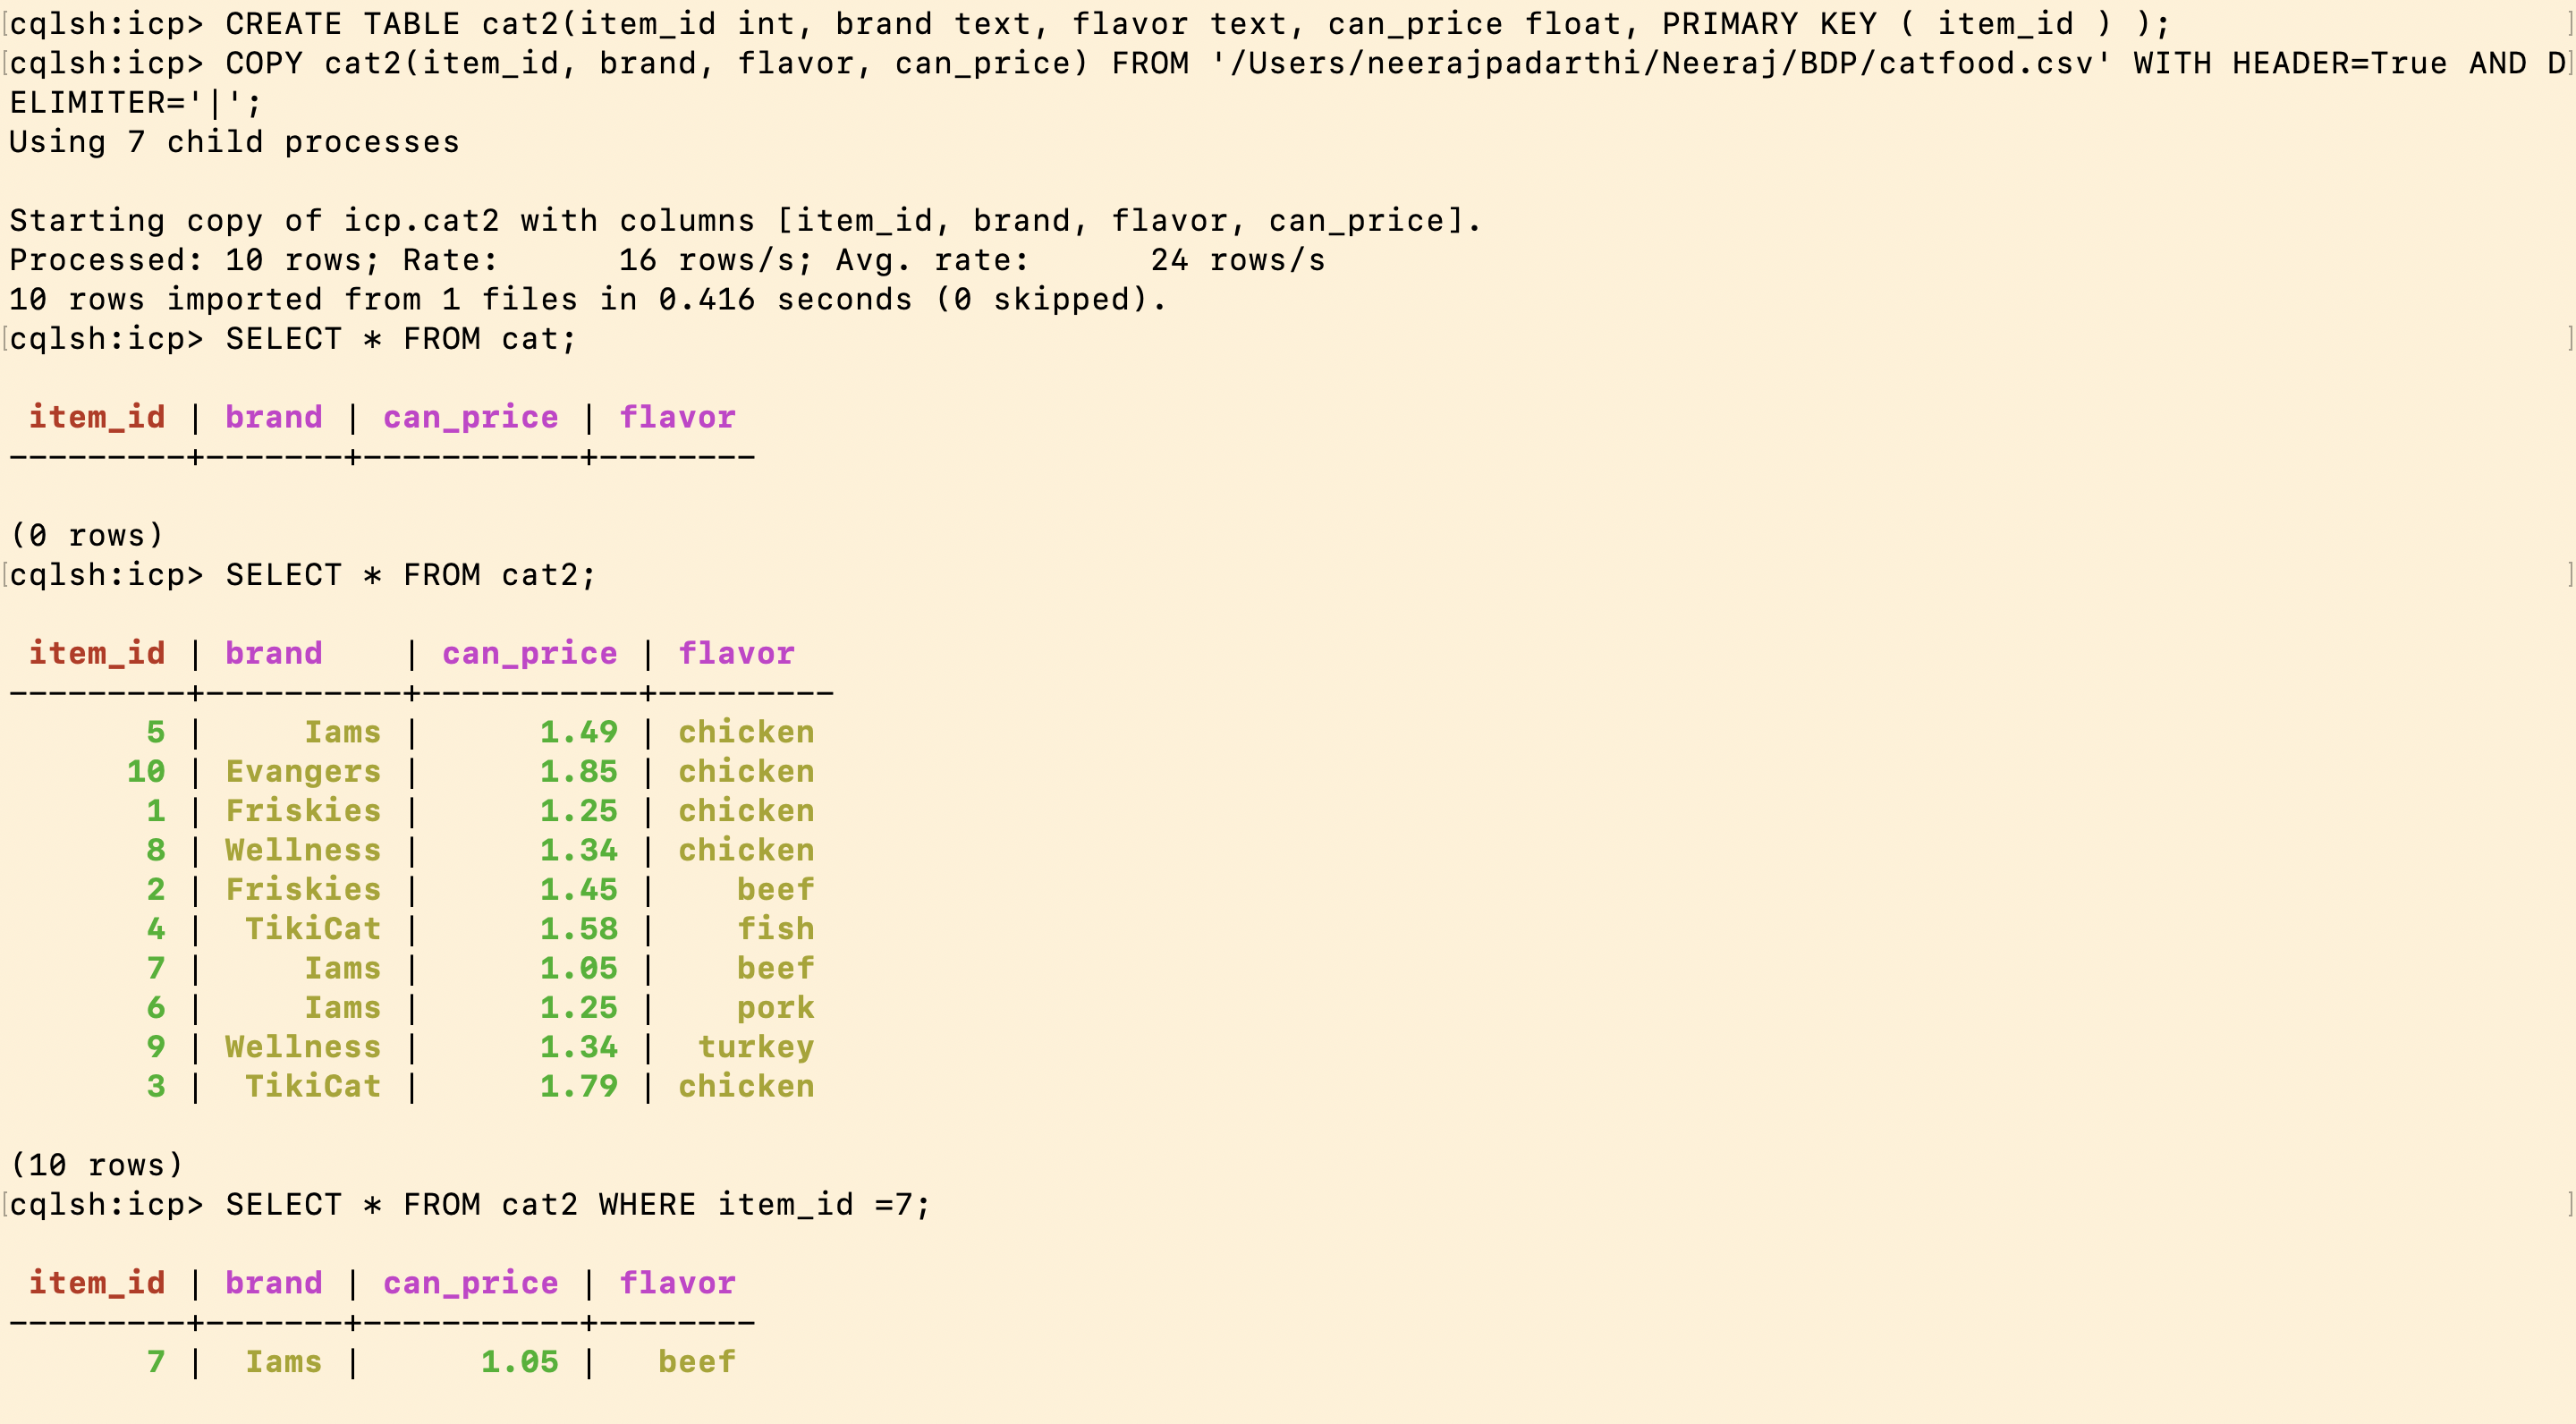 [cqlsh:icp> CREATE TABLE cat2(item_id int, brand text, flavor text, can_price float, PRIMARY KEY ( item_id ) ); ]
[cqlsh:icp> COPY cat2(item_id, brand, flavor, can_price) FROM '/Users/neerajpadarthi/Neeraj/BDP/catfood.csv' WITH HEADER=True AND D]
ELIMITER='|';
Using 7 child processes
Starting copy of icp.cat2 with columns [item_id, brand, flavor, can_price].
Processed: 10 rows; Rate:      16 rows/s; Avg. rate:      24 rows/s
10 rows imported from 1 files in 0.416 seconds (0 skipped).
[cqlsh:icp> SELECT * FROM cat; ]
 item_id | brand | can_price | flavor
---------+-------+-----------+--------
(0 rows)
[cqlsh:icp> SELECT * FROM cat2; ]
 item_id | brand    | can_price | flavor
---------+----------+-----------+---------
       5 |     Iams |      1.49 | chicken
      10 | Evangers |      1.85 | chicken
       1 | Friskies |      1.25 | chicken
       8 | Wellness |      1.34 | chicken
       2 | Friskies |      1.45 |    beef
       4 |  TikiCat |      1.58 |    fish
       7 |     Iams |      1.05 |    beef
       6 |     Iams |      1.25 |    pork
       9 | Wellness |      1.34 |  turkey
       3 |  TikiCat |      1.79 | chicken
(10 rows)
[cqlsh:icp> SELECT * FROM cat2 WHERE item_id =7; ]
 item_id | brand | can_price | flavor
---------+-------+-----------+--------
       7 |  Iams |      1.05 |   beef